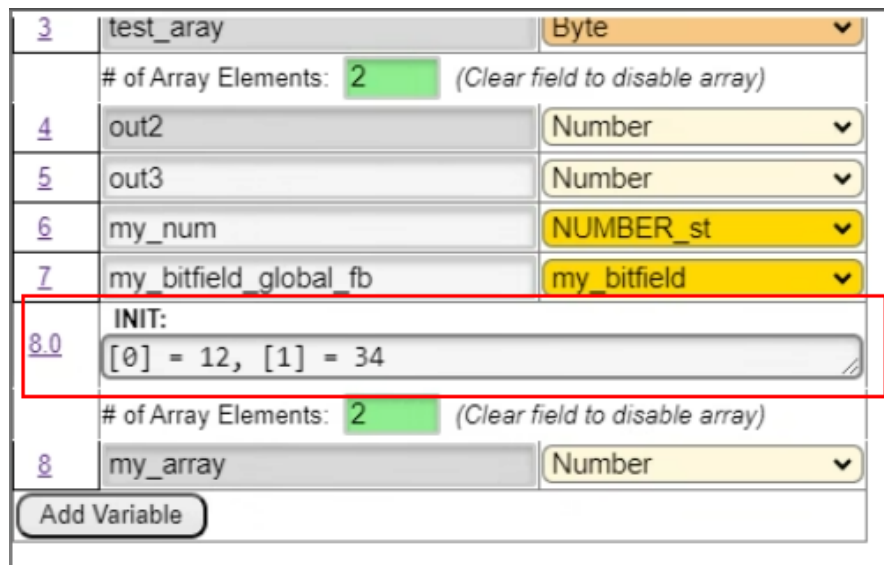 3 test_aray Byte
# of Array Elements: 2 (Clear field to disable array)
4 out2 Number
5 out3 Number
6 my_num NUMBER_st
7 my_bitfield_global_fb my_bitfield
INIT:
8.0 [0] = 12, [1] = 34
# of Array Elements: 2 (Clear field to disable array)
8 my_array Number
Add Variable